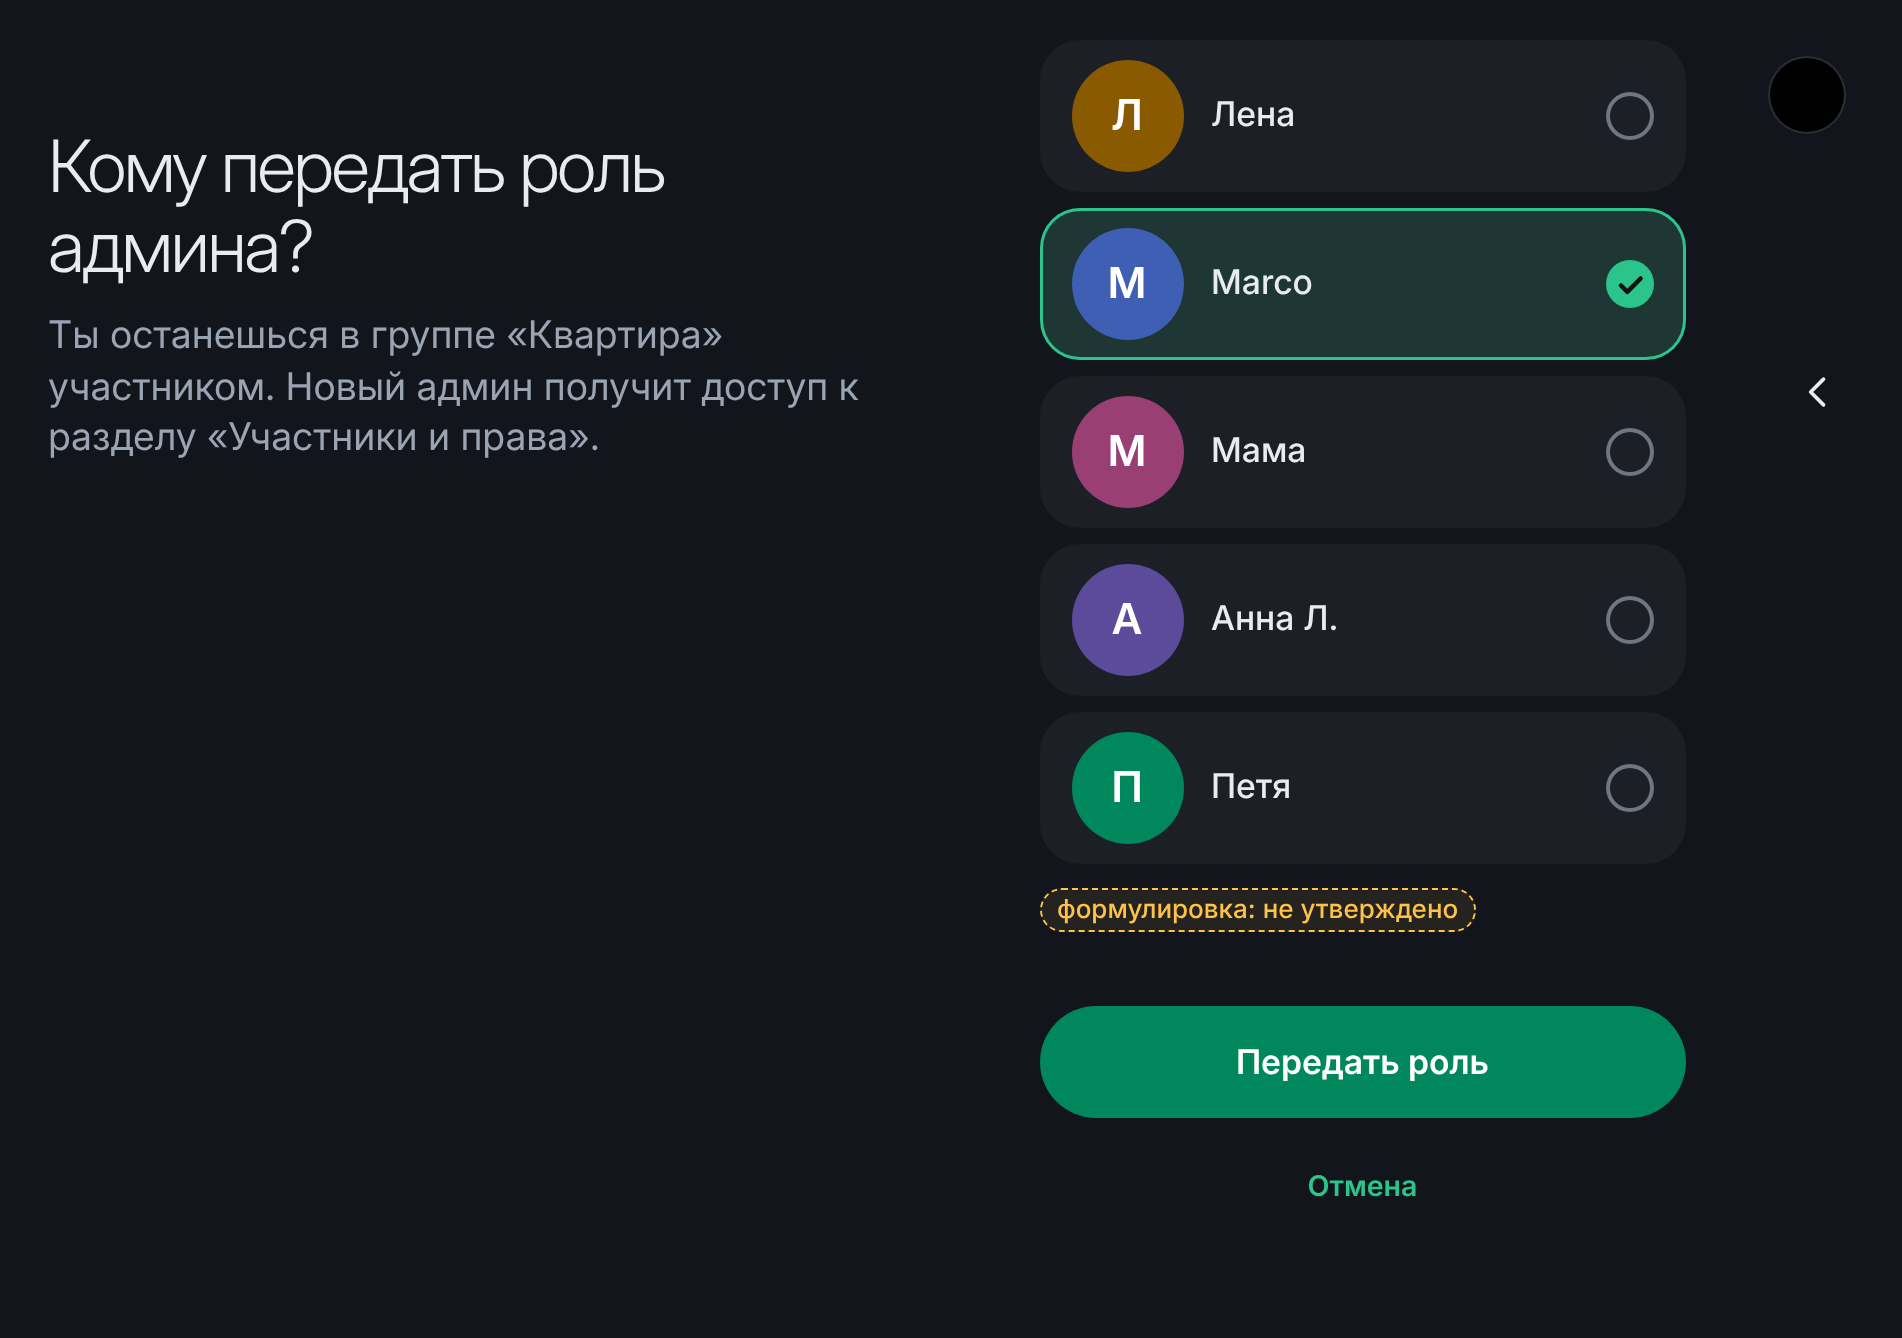 Кому передать роль
админа?
Ты останешься в группе «Квартира»
участником. Новый админ получит доступ к
разделу «Участники и права».
Л Лена
M Marco
М Мама
А Анна Л.
П Петя
формулировка: не утверждено
Передать роль
Отмена